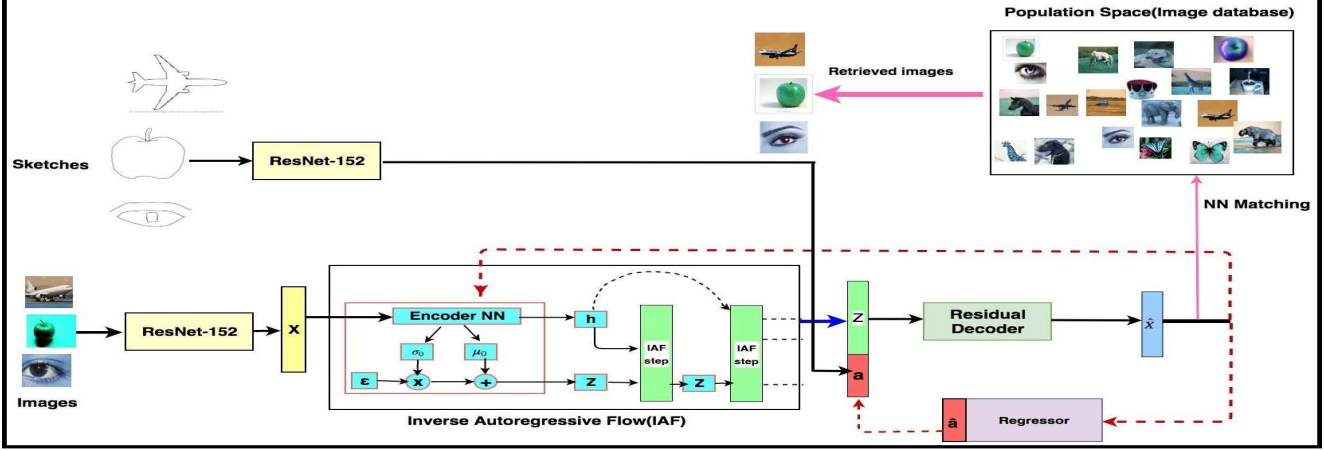 Population Space(Image database)
Retrieved images
Sketches
ResNet-152
NN Matching
Images
ResNet-152
x
Encoder NN
σ₀
μ₀
ε
x
+
h
z
IAF
step
z
IAF
step
Inverse Autoregressive Flow(IAF)
z
a
Residual
Decoder
x̂
â
Regressor